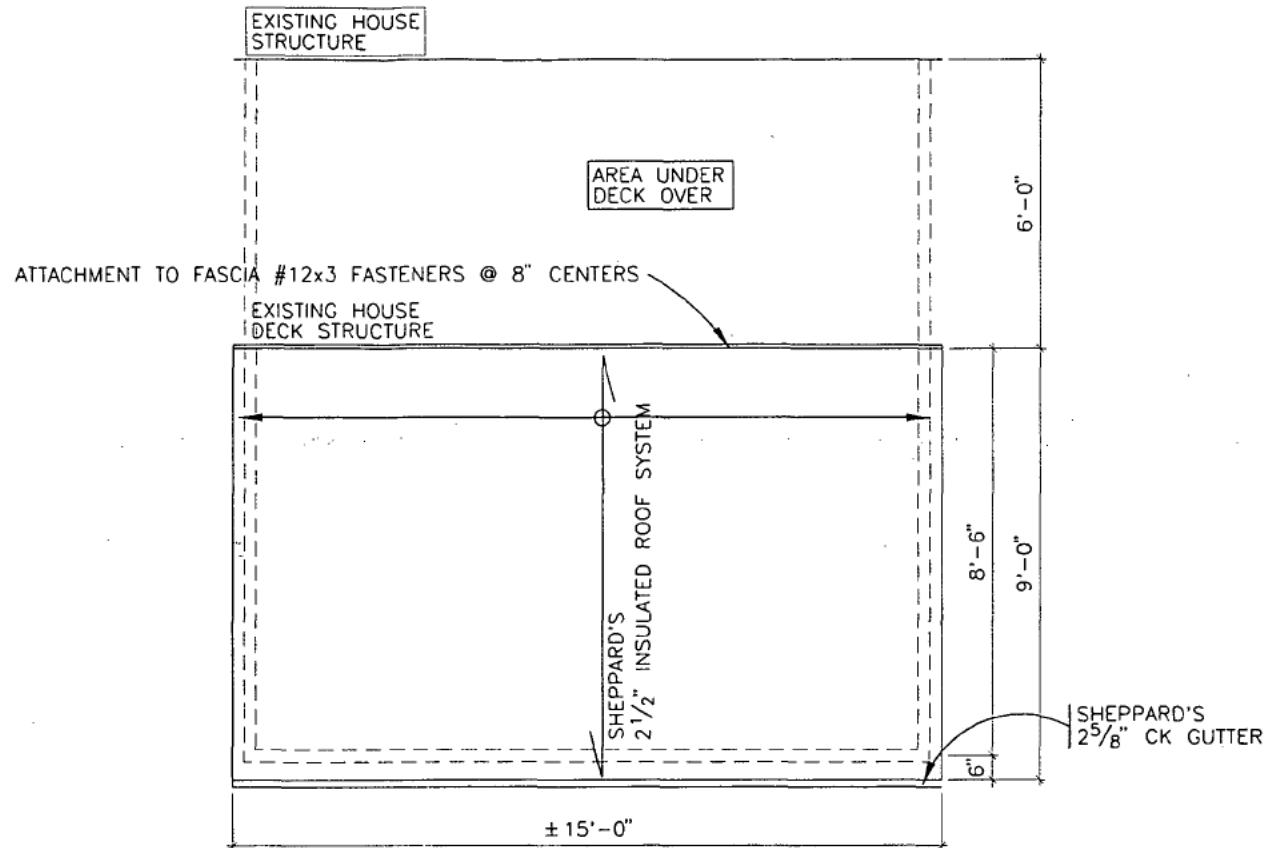 EXISTING HOUSE
STRUCTURE
AREA UNDER
DECK OVER
6'-0"
ATTACHMENT TO FASCIA #12x3 FASTENERS @ 8" CENTERS
EXISTING HOUSE
DECK STRUCTURE
SHEPPARD'S
2 1/2" INSULATED ROOF SYSTEM
8'-6"
9'-0"
SHEPPARD'S
2 5/8" CK GUTTER
6"
±15'-0"